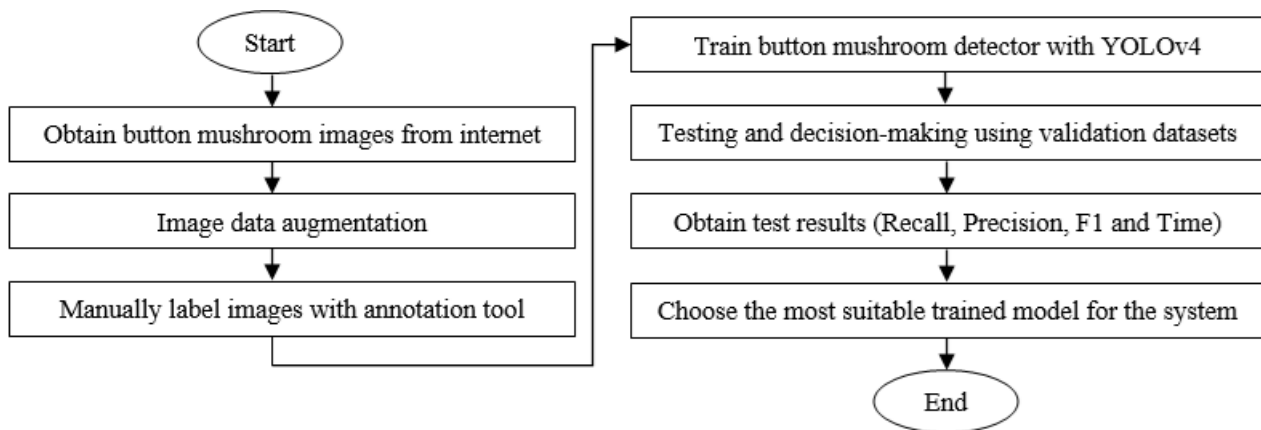 Start
Obtain button mushroom images from internet
Image data augmentation
Manually label images with annotation tool
Train button mushroom detector with YOLOv4
Testing and decision-making using validation datasets
Obtain test results (Recall, Precision, F1 and Time)
Choose the most suitable trained model for the system
End